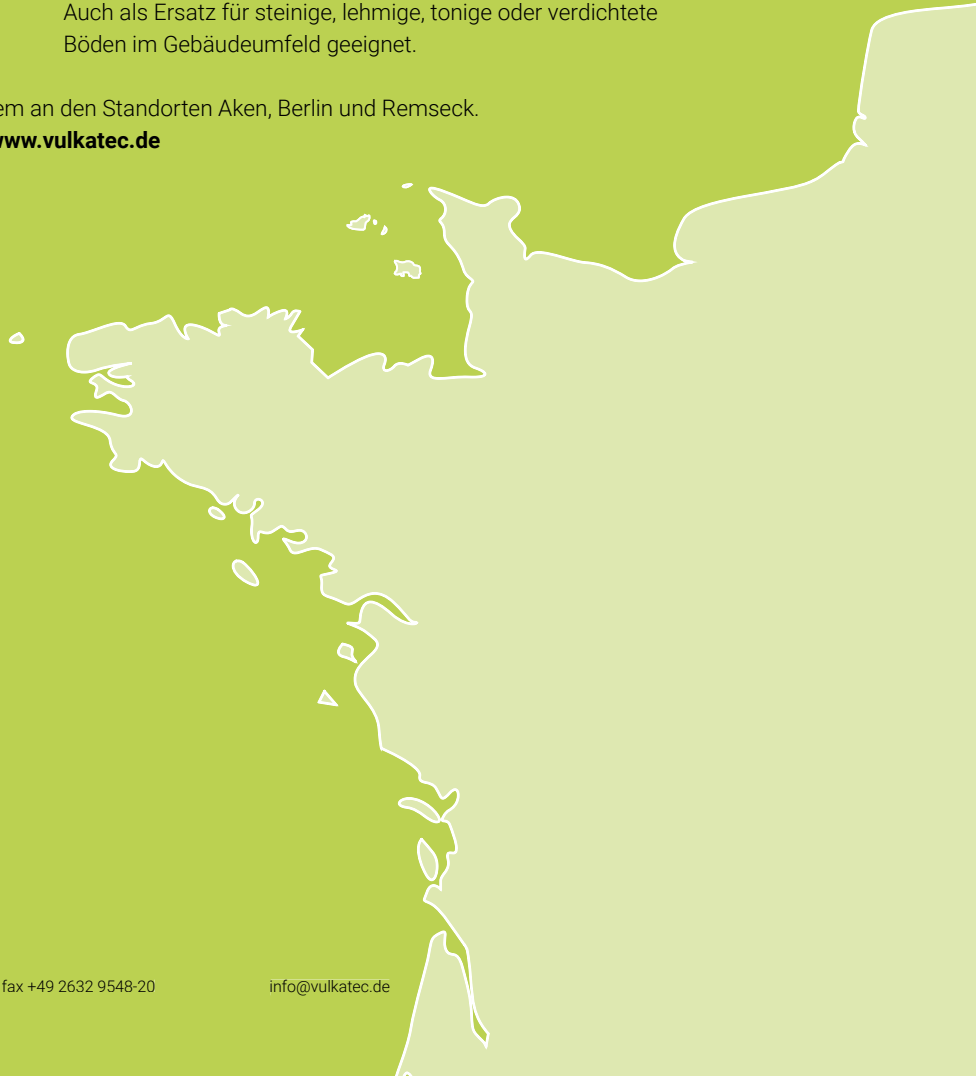 Auch als Ersatz für steinige, lehmige, tonige oder verdichtete
Böden im Gebäudeumfeld geeignet.
em an den Standorten Aken, Berlin und Remseck.
www.vulkatec.de
fax +49 2632 9548-20 info@vulkatec.de